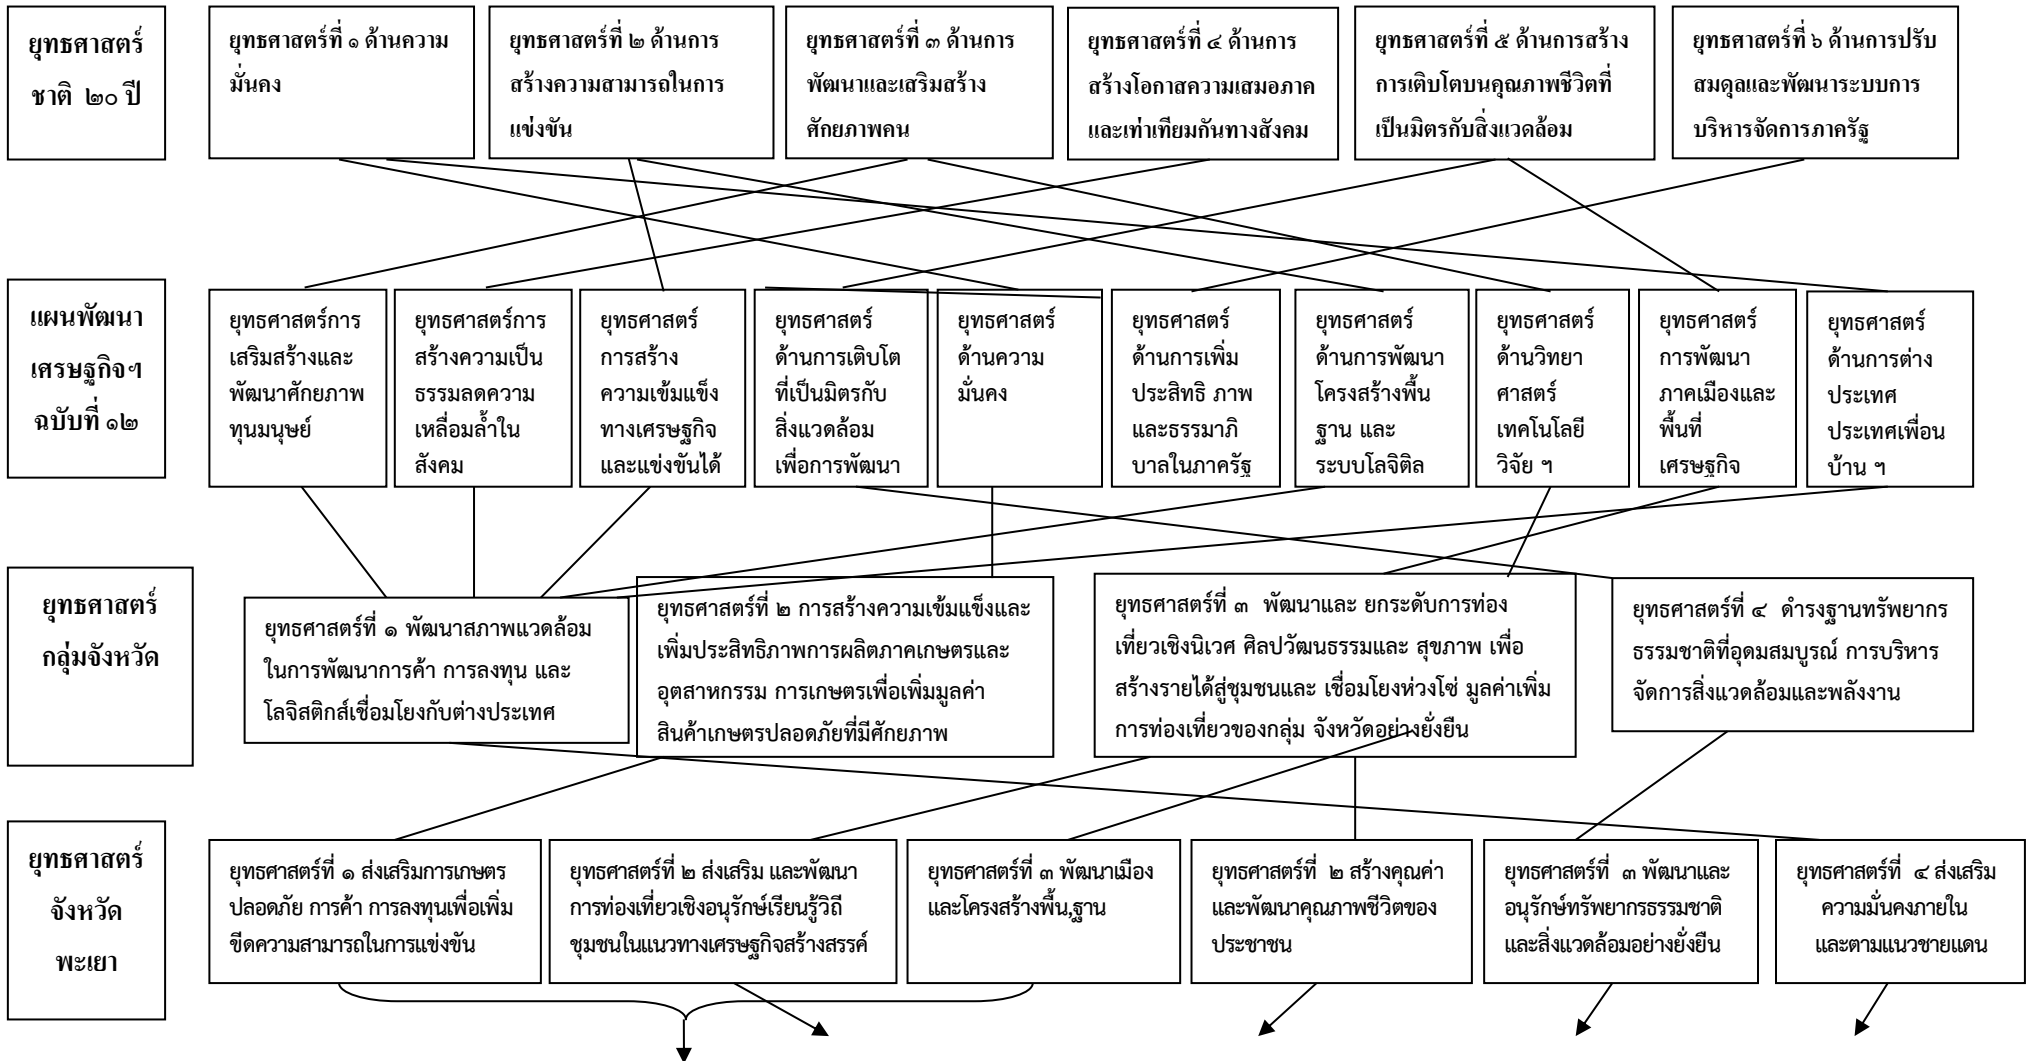 ยุทธศาสตร์
ชาติ ๒๐ ปี
ยุทธศาสตร์ที่ ๑ ด้านความ
มั่นคง
ยุทธศาสตร์ที่ ๒ ด้านการ
สร้างความสามารถในการ
แข่งขัน
ยุทธศาสตร์ที่ ๓ ด้านการ
พัฒนาและเสริมสร้าง
ศักยภาพคน
ยุทธศาสตร์ที่ ๔ ด้านการ
สร้างโอกาสความเสมอภาค
และเท่าเทียมกันทางสังคม
ยุทธศาสตร์ที่ ๕ ด้านการสร้าง
การเติบโตบนคุณภาพชีวิตที่
เป็นมิตรกับสิ่งแวดล้อม
ยุทธศาสตร์ที่ ๖ ด้านการปรับ
สมดุลและพัฒนาระบบการ
บริหารจัดการภาครัฐ
แผนพัฒนา
เศรษฐกิจฯ
ฉบับที่ ๑๒
ยุทธศาสตร์การ
เสริมสร้างและ
พัฒนาศักยภาพ
ทุนมนุษย์
ยุทธศาสตร์การ
สร้างความเป็น
ธรรมลดความ
เหลื่อมล้ำใน
สังคม
ยุทธศาสตร์
การสร้าง
ความเข้มแข็ง
ทางเศรษฐกิจ
และแข่งขันได้
ยุทธศาสตร์
ด้านการเติบโต
ที่เป็นมิตรกับ
สิ่งแวดล้อม
เพื่อการพัฒนา
ยุทธศาสตร์
ด้านความ
มั่นคง
ยุทธศาสตร์
ด้านการเพิ่ม
ประสิทธิ ภาพ
และธรรมาภิ
บาลในภาครัฐ
ยุทธศาสตร์
ด้านการพัฒนา
โครงสร้างพื้น
ฐาน และ
ระบบโลจิติล
ยุทธศาสตร์
ด้านวิทยา
ศาสตร์
เทคโนโลยี
วิจัย ฯ
ยุทธศาสตร์
การพัฒนา
ภาคเมืองและ
พื้นที่
เศรษฐกิจ
ยุทธศาสตร์
ด้านการต่าง
ประเทศ
ประเทศเพื่อน
บ้าน ฯ
ยุทธศาสตร์
กลุ่มจังหวัด
ยุทธศาสตร์ที่ ๑ พัฒนาสภาพแวดล้อม
ในการพัฒนาการค้า การลงทุน และ
โลจิสติกส์เชื่อมโยงกับต่างประเทศ
ยุทธศาสตร์ที่ ๒ การสร้างความเข้มแข็งและ
เพิ่มประสิทธิภาพการผลิตภาคเกษตรและ
อุตสาหกรรม การเกษตรเพื่อเพิ่มมูลค่า
สินค้าเกษตรปลอดภัยที่มีศักยภาพ
ยุทธศาสตร์ที่ ๓ พัฒนาและ ยกระดับการท่อง
เที่ยวเชิงนิเวศ ศิลปวัฒนธรรมและ สุขภาพ เพื่อ
สร้างรายได้สู่ชุมชนและ เชื่อมโยงห่วงโซ่ มูลค่าเพิ่ม
การท่องเที่ยวของกลุ่ม จังหวัดอย่างยั่งยืน
ยุทธศาสตร์ที่ ๔ ดำรงฐานทรัพยากร
ธรรมชาติที่อุดมสมบูรณ์ การบริหาร
จัดการสิ่งแวดล้อมและพลังงาน
ยุทธศาสตร์
จังหวัด
พะเยา
ยุทธศาสตร์ที่ ๑ ส่งเสริมการเกษตร
ปลอดภัย การค้า การลงทุนเพื่อเพิ่ม
ขีดความสามารถในการแข่งขัน
ยุทธศาสตร์ที่ ๒ ส่งเสริม และพัฒนา
การท่องเที่ยวเชิงอนุรักษ์เรียนรู้วิถี
ชุมชนในแนวทางเศรษฐกิจสร้างสรรค์
ยุทธศาสตร์ที่ ๓ พัฒนาเมือง
และโครงสร้างพื้น,ฐาน
ยุทธศาสตร์ที่ ๒ สร้างคุณค่า
และพัฒนาคุณภาพชีวิตของ
ประชาชน
ยุทธศาสตร์ที่ ๓ พัฒนาและ
อนุรักษ์ทรัพยากรธรรมชาติ
และสิ่งแวดล้อมอย่างยั่งยืน
ยุทธศาสตร์ที่ ๔ ส่งเสริม
ความมั่นคงภายใน
และตามแนวชายแดน